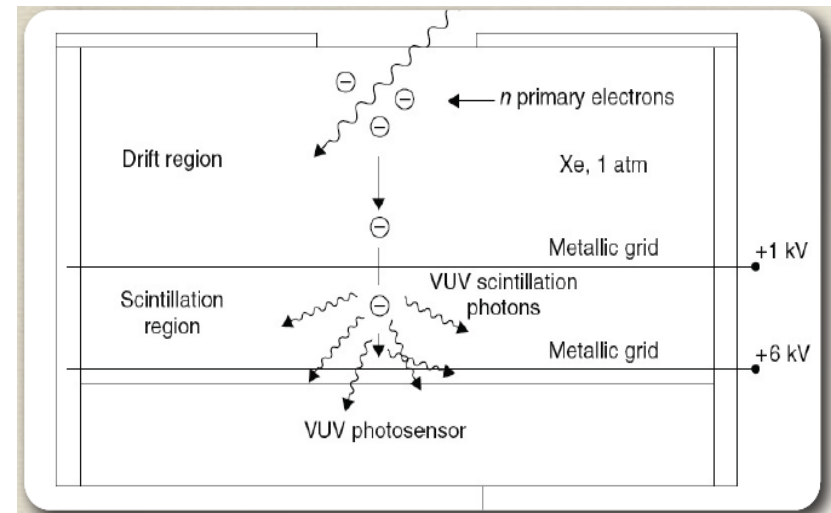 n primary electrons
Drift region
Xe, 1 atm
Metallic grid
+1 kV
Scintillation
region
VUV scintillation
photons
Metallic grid
+6 kV
VUV photosensor